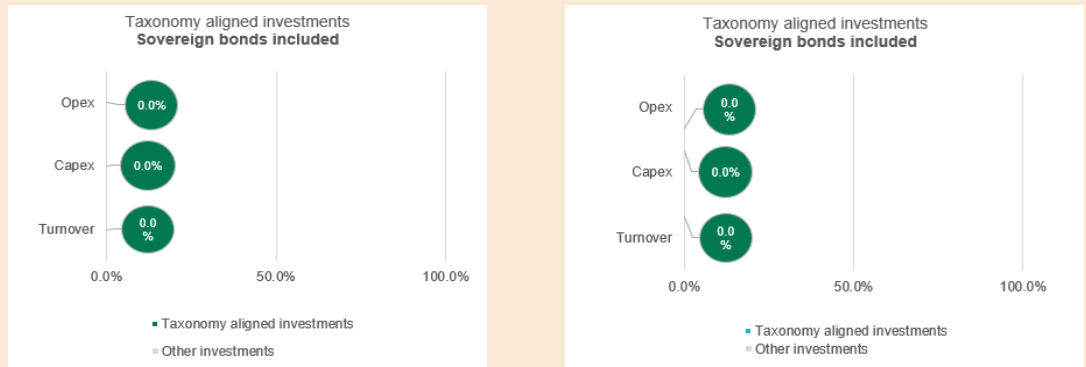 Taxonomy aligned investments
Sovereign bonds included
Opex
0.0%
Capex
0.0%
Turnover
0.0
%
0.0%
50.0%
100.0%
Taxonomy aligned investments
Other investments
Taxonomy aligned investments
Sovereign bonds included
Opex
0.0
%
Capex
0.0%
Turnover
0.0
%
0.0%
50.0%
100.0%
Taxonomy aligned investments
Other investments